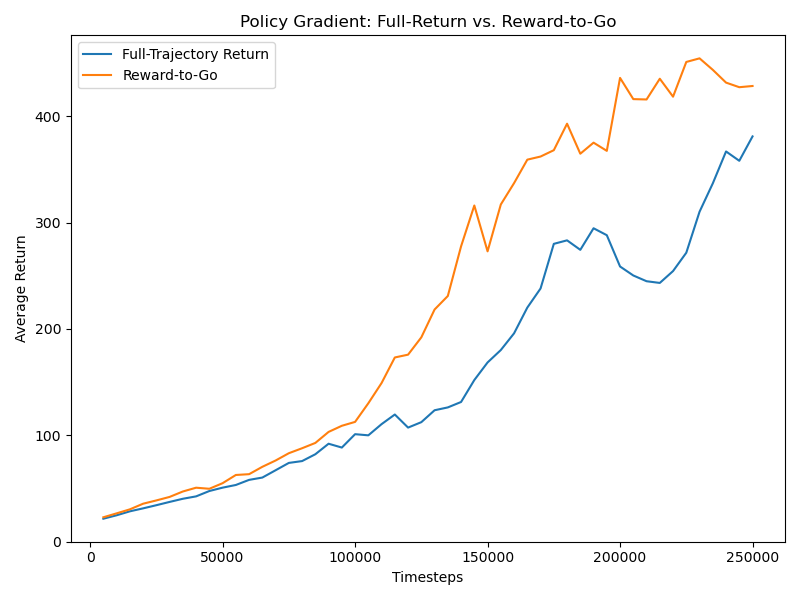 Policy Gradient: Full-Return vs. Reward-to-Go
Full-Trajectory Return
Reward-to-Go
Average Return
400
300
200
100
0
0 50000 100000 150000 200000 250000
Timesteps